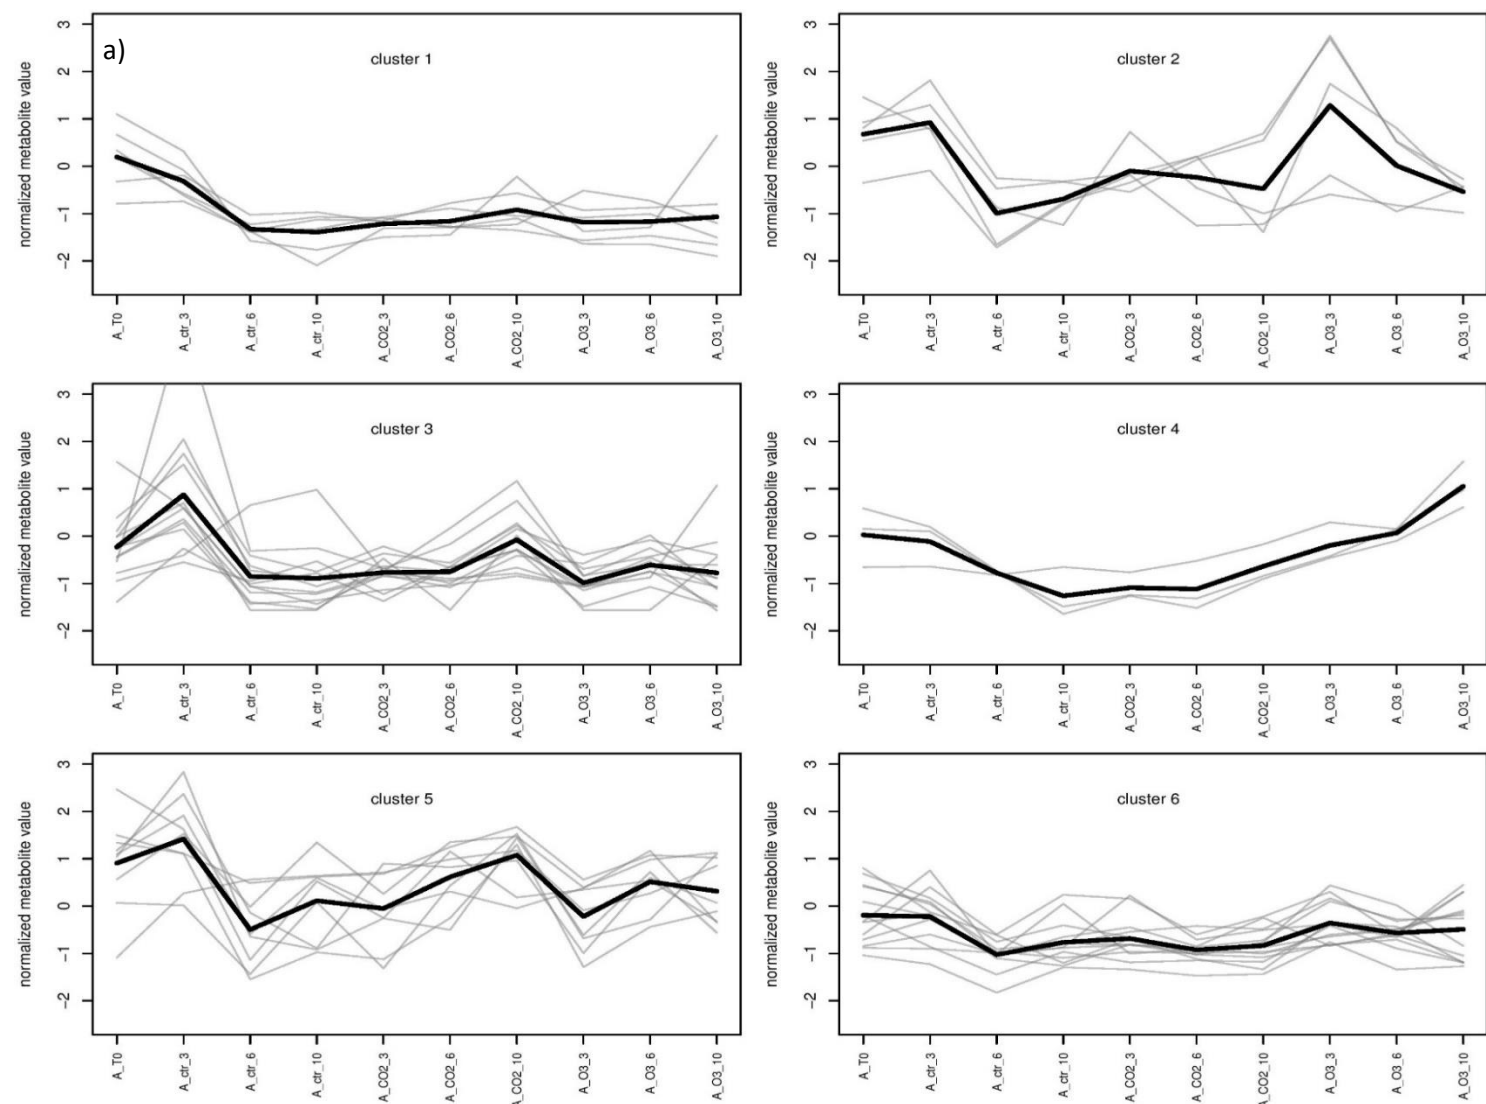 a)
cluster 1
normalized metabolite value
3
2
1
0
−1
−2
A_T0
A_ctr_3
A_ctr_6
A_ctr_10
A_CO2_3
A_CO2_6
A_CO2_10
A_O3_3
A_O3_6
A_O3_10
cluster 2
normalized metabolite value
3
2
1
0
−1
−2
A_T0
A_ctr_3
A_ctr_6
A_ctr_10
A_CO2_3
A_CO2_6
A_CO2_10
A_O3_3
A_O3_6
A_O3_10
cluster 3
normalized metabolite value
3
2
1
0
−1
−2
A_T0
A_ctr_3
A_ctr_6
A_ctr_10
A_CO2_3
A_CO2_6
A_CO2_10
A_O3_3
A_O3_6
A_O3_10
cluster 4
normalized metabolite value
3
2
1
0
−1
−2
A_T0
A_ctr_3
A_ctr_6
A_ctr_10
A_CO2_3
A_CO2_6
A_CO2_10
A_O3_3
A_O3_6
A_O3_10
cluster 5
normalized metabolite value
3
2
1
0
−1
−2
A_T0
A_ctr_3
A_ctr_6
A_ctr_10
A_CO2_3
A_CO2_6
A_CO2_10
A_O3_3
A_O3_6
A_O3_10
cluster 6
normalized metabolite value
3
2
1
0
−1
−2
A_T0
A_ctr_3
A_ctr_6
A_ctr_10
A_CO2_3
A_CO2_6
A_CO2_10
A_O3_3
A_O3_6
A_O3_10